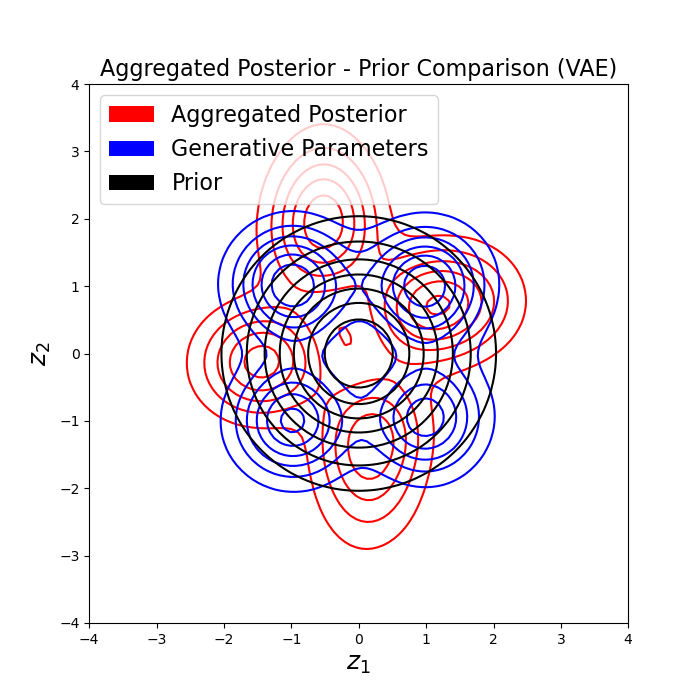 Aggregated Posterior - Prior Comparison (VAE)
Aggregated Posterior
Generative Parameters
Prior
4
3
2
1
0
−1
−2
−3
−4
z2
−4 −3 −2 −1 0 1 2 3 4
z1